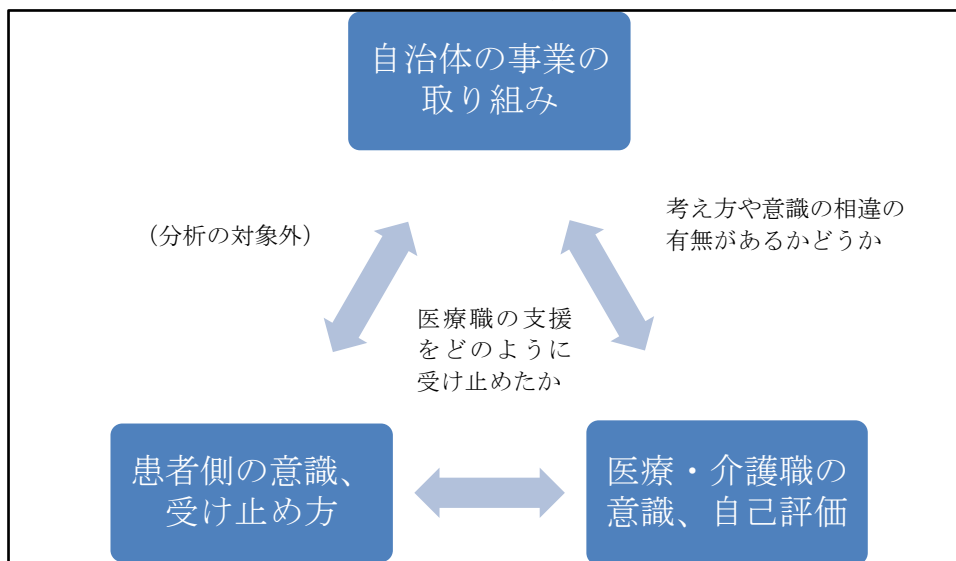 自治体の事業の
取り組み
（分析の対象外）
考え方や意識の相違の
有無があるかどうか
医療職の支援
をどのように
受け止めたか
患者側の意識、
受け止め方
医療・介護職の
意識、自己評価